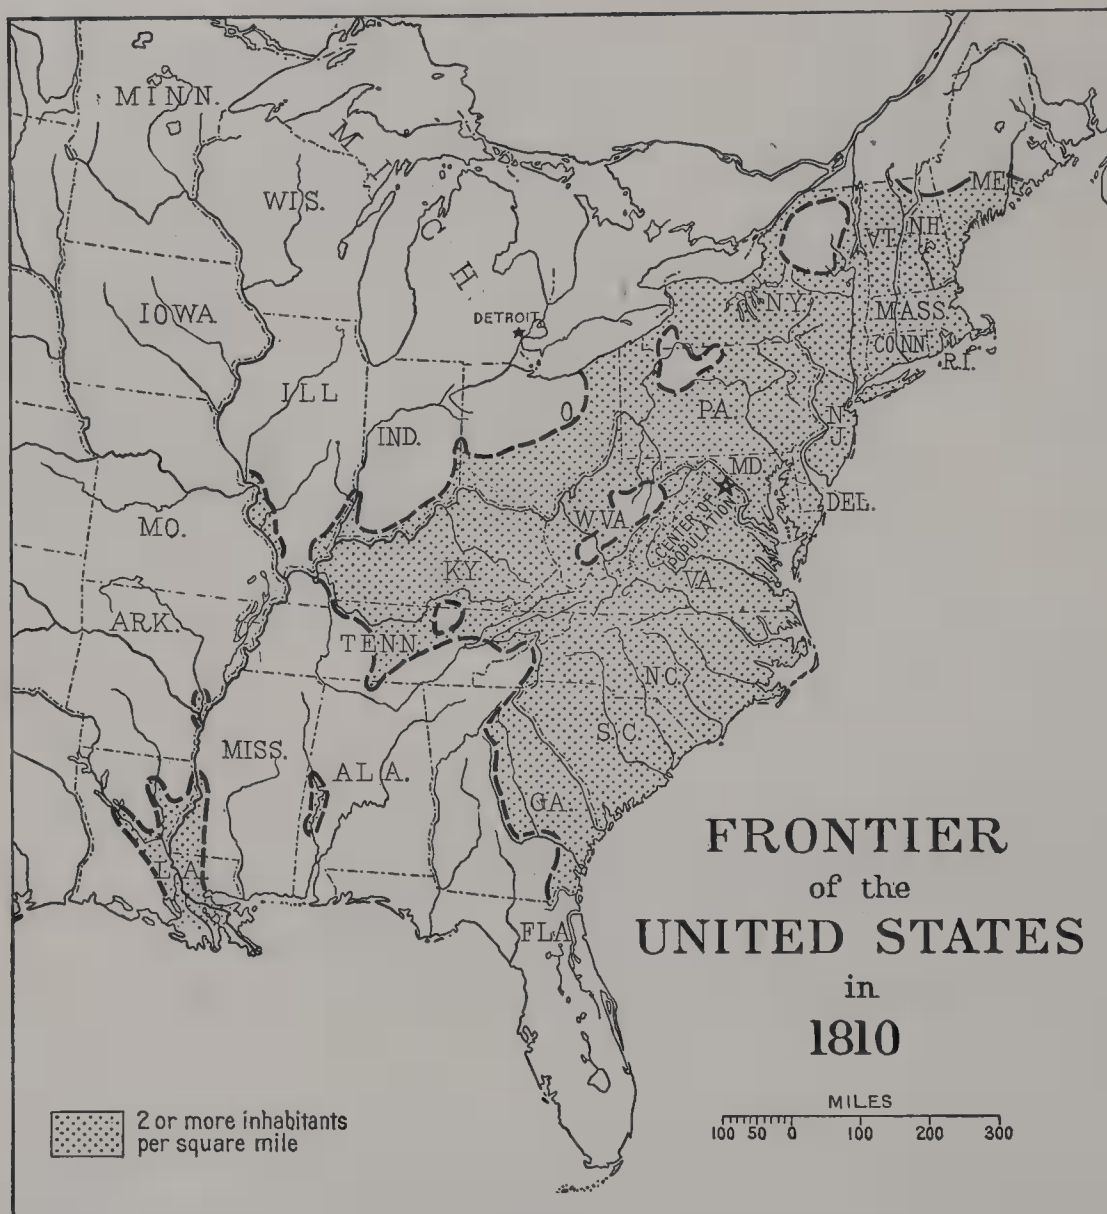 MINN.
WIS.
MICH.
ME.
VT.
N.H.
N.Y.
MASS.
CONN.
R.I.
IOWA
DETROIT
ILL
IND.
O
PA.
N.
J.
MD.
DEL.
MO.
W.VA.
CENTER OF
POPULATION
KY
VA.
ARK.
TENN.
N.C.
S.C
MISS.
ALA.
GA.
LA.
FLA
FRONTIER
of the
UNITED STATES
in
1810
2 or more inhabitants
per square mile
MILES
100 50 0 100 200 300